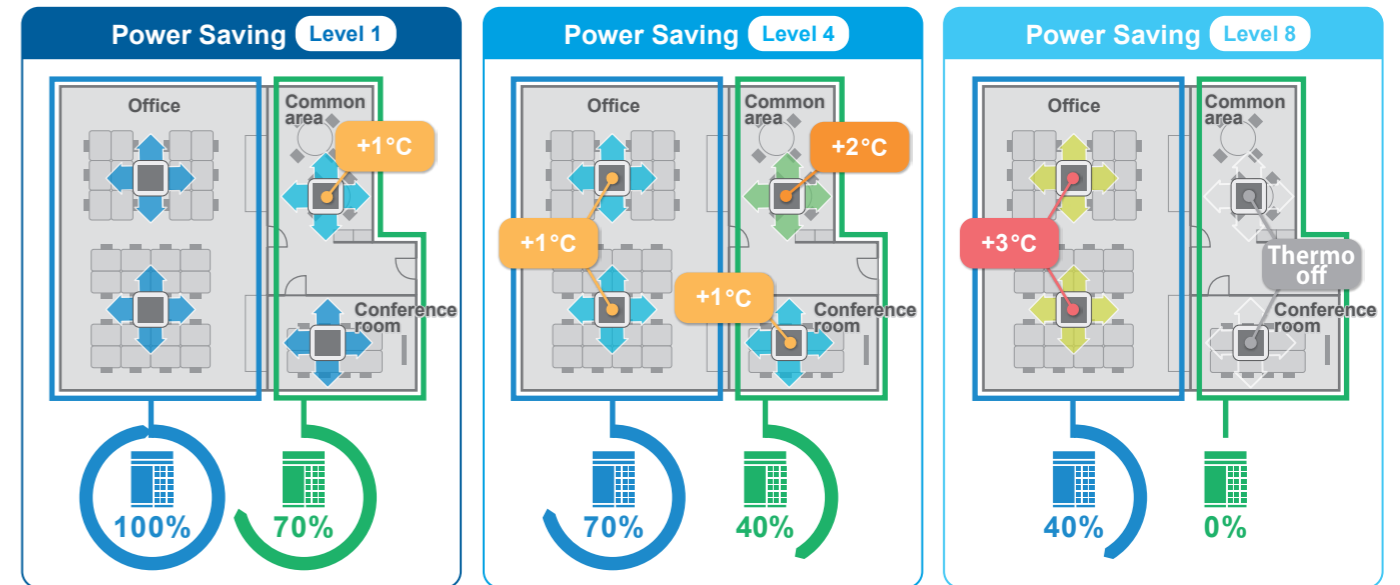 Power Saving Level 1
Office
Common
area
+1°C
Conference
room
100%
70%
Power Saving Level 4
Office
Common
area
+2°C
+1°C
+1°C
Conference
room
70%
40%
Power Saving Level 8
Office
Common
area
+3°C
Thermo
off
Conference
room
40%
0%